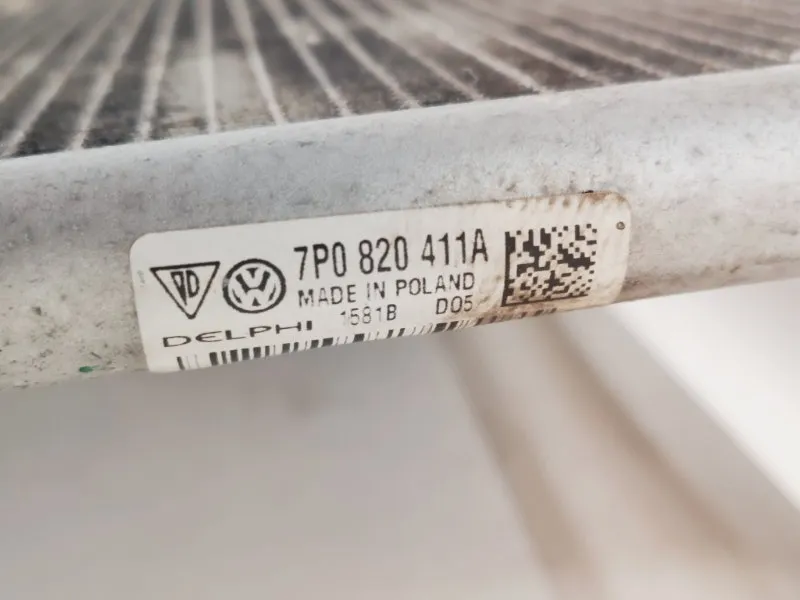 7P0 820 411A
MADE IN POLAND
1581B D05
DELPHI